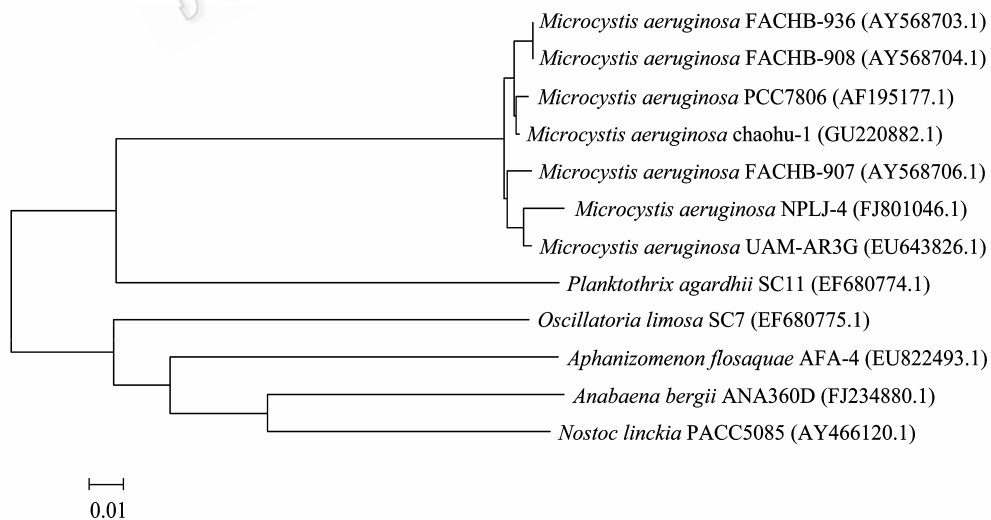 Microcystis aeruginosa FACHB-936 (AY568703.1)
Microcystis aeruginosa FACHB-908 (AY568704.1)
Microcystis aeruginosa PCC7806 (AF195177.1)
Microcystis aeruginosa chaohu-1 (GU220882.1)
Microcystis aeruginosa FACHB-907 (AY568706.1)
Microcystis aeruginosa NPLJ-4 (FJ801046.1)
Microcystis aeruginosa UAM-AR3G (EU643826.1)
Planktothrix agardhii SC11 (EF680774.1)
Oscillatoria limosa SC7 (EF680775.1)
Aphanizomenon flosaquae AFA-4 (EU822493.1)
Anabaena bergii ANA360D (FJ234880.1)
Nostoc linckia PACC5085 (AY466120.1)
0.01